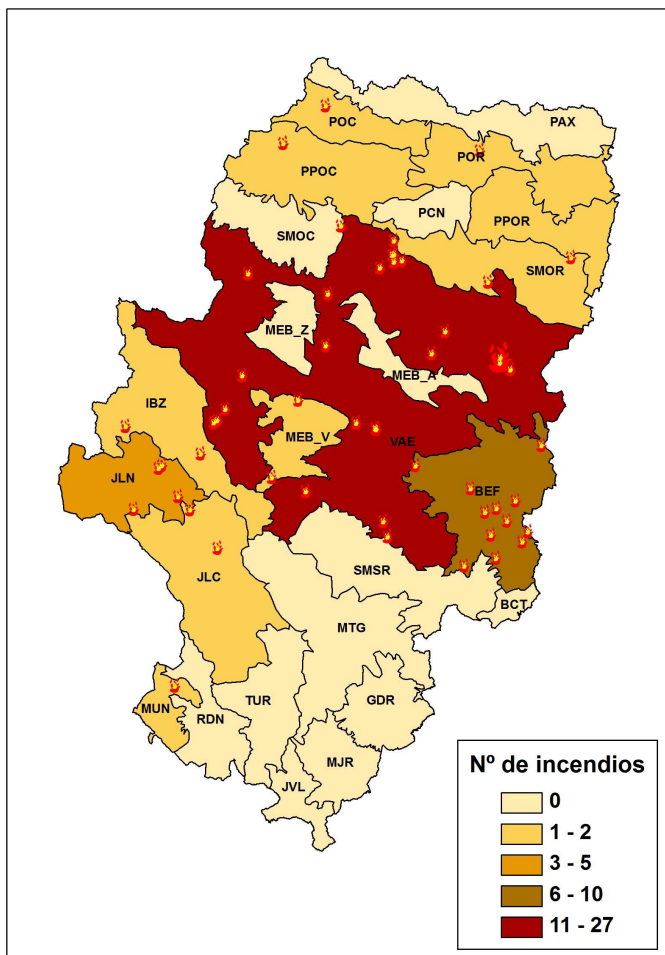 POC
PAX
POR
PPOC
PCN
PPOR
SMOC
SMOR
MEB_Z
MEB_A
IBZ
MEB_V
VAE
JLN
BEF
JLC
SMSR
BCT
MTG
GDR
MUN
RDN
TUR
MJR
JVL
Nº de incendios
0
1 - 2
3 - 5
6 - 10
11 - 27